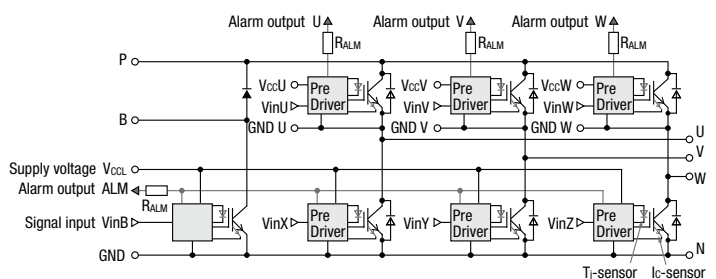 Alarm output U Alarm output V Alarm output W
RALM RALM RALM
P
VCCU Pre Driver VCCV Pre Driver VCCW Pre Driver
VinU VinV VinW
B GND U GND V GND W
U
V
Supply voltage VCCL
W
Alarm output ALM
RALM
Signal input VinB VinX Pre Driver VinY Pre Driver VinZ Pre Driver
GND N
Tj-sensor IC-sensor